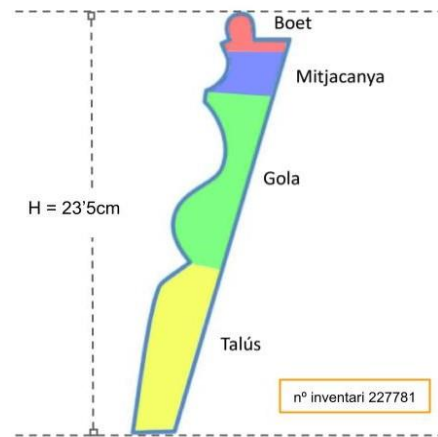 Boet
Mitjacanya
Gola
H = 23'5cm
Talús
nº inventari 227781